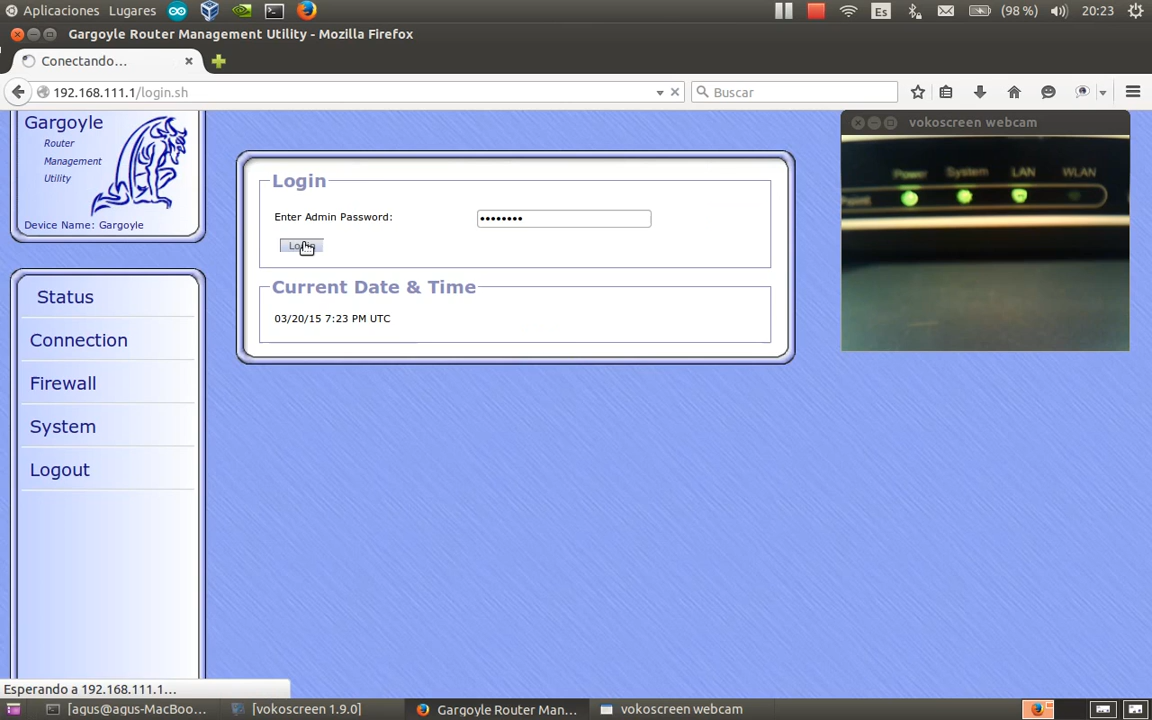 Aplicaciones Lugares Es (98 %) 20:23
Gargoyle Router Management Utility - Mozilla Firefox
Conectando...
192.168.111.1/login.sh Buscar
Gargoyle
Router
Management
Utility
Device Name: Gargoyle
Login
Enter Admin Password: ••••••••
Login
Current Date & Time
03/20/15 7:23 PM UTC
Status
Connection
Firewall
System
Logout
vokoscreen webcam
Power System LAN WLAN
Point
Esperando a 192.168.111.1...
[agus@agus-MacBoo... [vokoscreen 1.9.0] Gargoyle Router Man... vokoscreen webcam